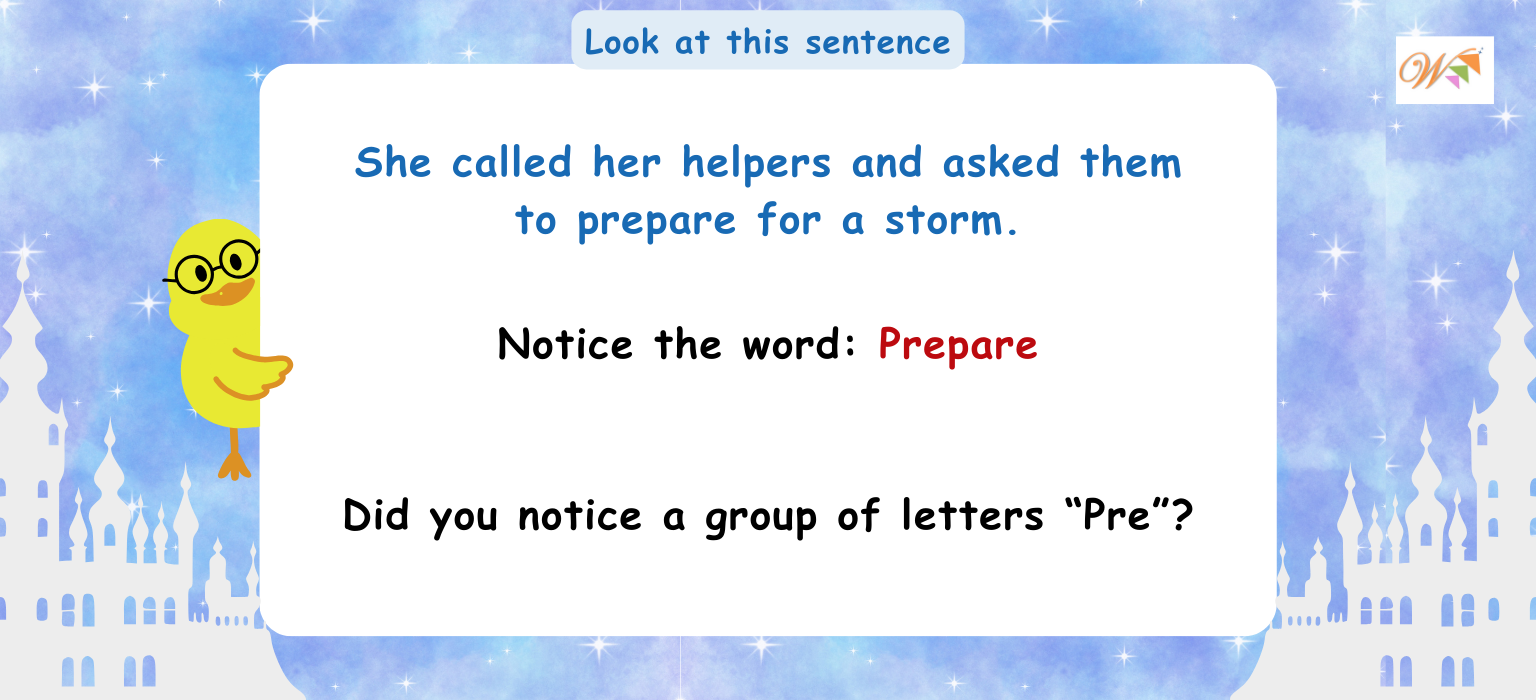 Look at this sentence
W
She called her helpers and asked them
to prepare for a storm.
Notice the word: Prepare
Did you notice a group of letters “Pre”?